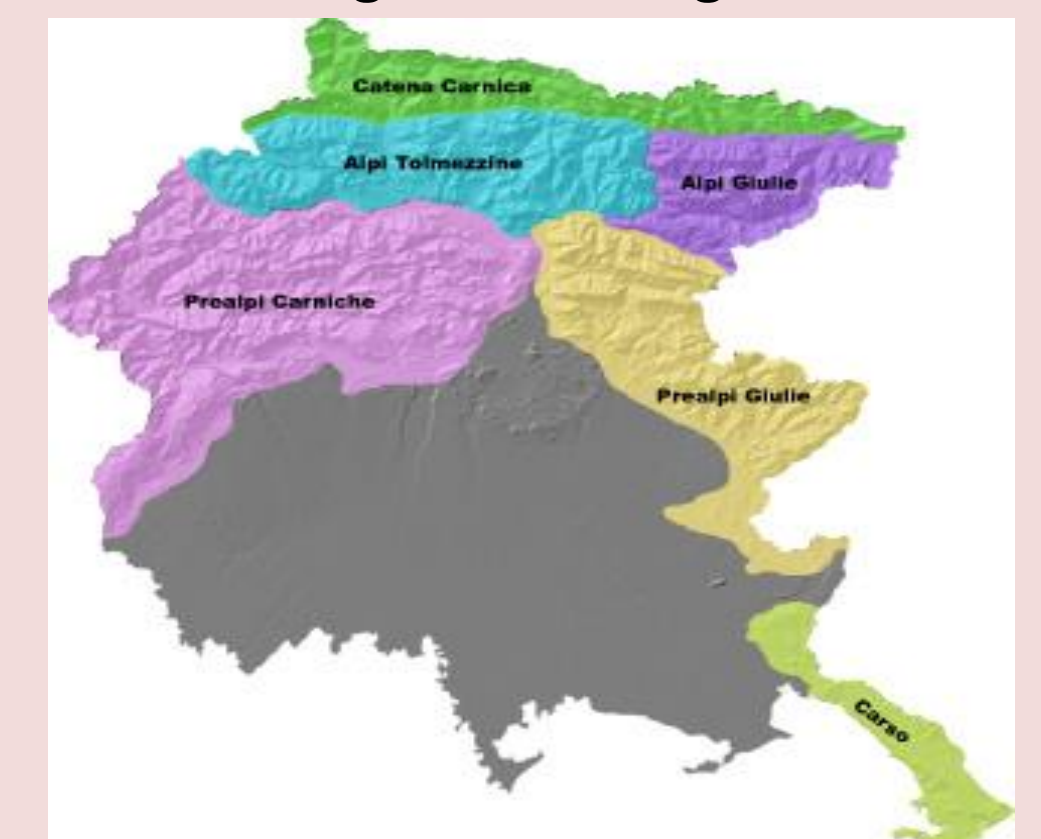 Catena Carnica
Alpi Tolmezzine
Alpi Giulie
Prealpi Carniche
Prealpi Giulie
Carso